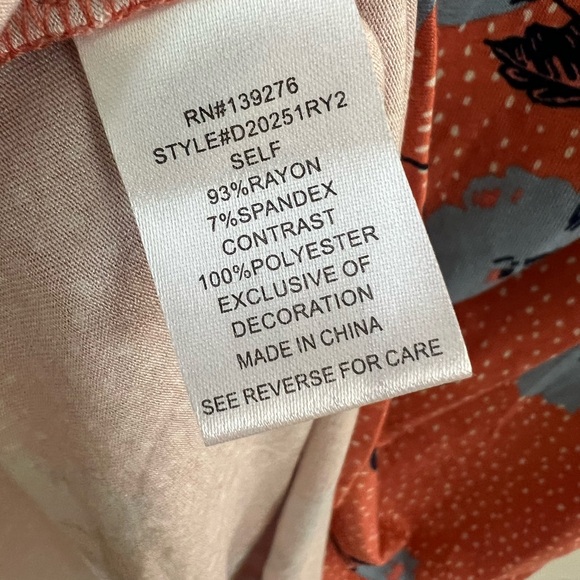 RN#139276
STYLE#D20251RY2
SELF
93%RAYON
7%SPANDEX
CONTRAST
100%POLYESTER
EXCLUSIVE OF
DECORATION
MADE IN CHINA
SEE REVERSE FOR CARE